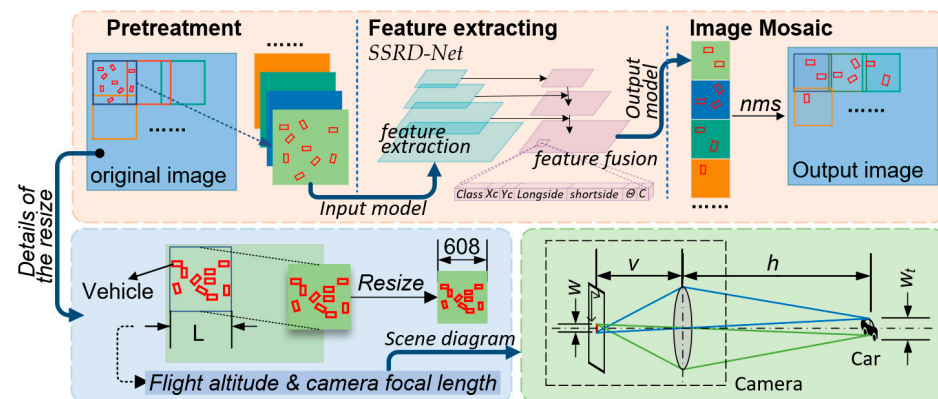 Pretreatment
......
......
original image
Input model
Feature extracting
SSRD-Net
feature
extraction
feature fusion
Class Xc Yc Longside shortside Θ C
Output
model
Image Mosaic
nms
......
......
Output image
Details of
the resize
Vehicle
L
Resize
608
Flight altitude & camera focal length
Scene diagram
w
v
h
wt
Camera
Car